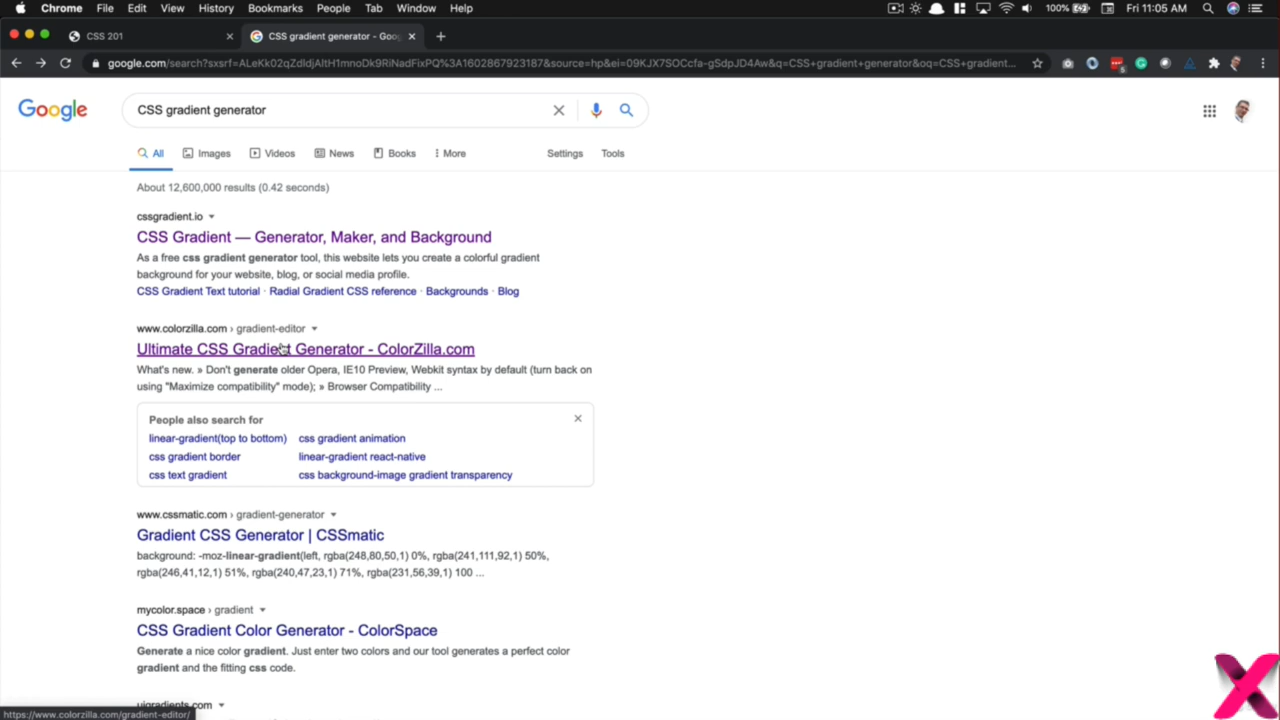 Chrome File Edit View History Bookmarks People Tab Window Help 100% Fri 11:05 AM
CSS 201 CSS gradient generator - Goo
google.com/search?sxsrf=ALeKk02qZdIdjAItH1mnoDk9RiNadFixPQ%3A1602867923187&source=hp&ei=09KJX7SOCcfa-gSdpJD4Aw&q=CSS+gradient+generator&oq=CSS+gradient...
Google CSS gradient generator
All Images Videos News Books More Settings Tools
About 12,600,000 results (0.42 seconds)
cssgradient.io
CSS Gradient — Generator, Maker, and Background
As a free css gradient generator tool, this website lets you create a colorful gradient
background for your website, blog, or social media profile.
CSS Gradient Text tutorial · Radial Gradient CSS reference · Backgrounds · Blog
www.colorzilla.com › gradient-editor
Ultimate CSS Gradient Generator - ColorZilla.com
What's new. » Don't generate older Opera, IE10 Preview, Webkit syntax by default (turn back on
using "Maximize compatibility" mode); » Browser Compatibility ...
People also search for
linear-gradient(top to bottom) css gradient animation
css gradient border linear-gradient react-native
css text gradient css background-image gradient transparency
www.cssmatic.com › gradient-generator
Gradient CSS Generator | CSSmatic
background: -moz-linear-gradient(left, rgba(248,80,50,1) 0%, rgba(241,111,92,1) 50%,
rgba(246,41,12,1) 51%, rgba(240,47,23,1) 71%, rgba(231,56,39,1) 100 ...
mycolor.space › gradient
CSS Gradient Color Generator - ColorSpace
Generate a nice color gradient. Just enter two colors and our tool generates a perfect color
gradient and the fitting css code.
uigradients.com
https://www.colorzilla.com/gradient-editor/